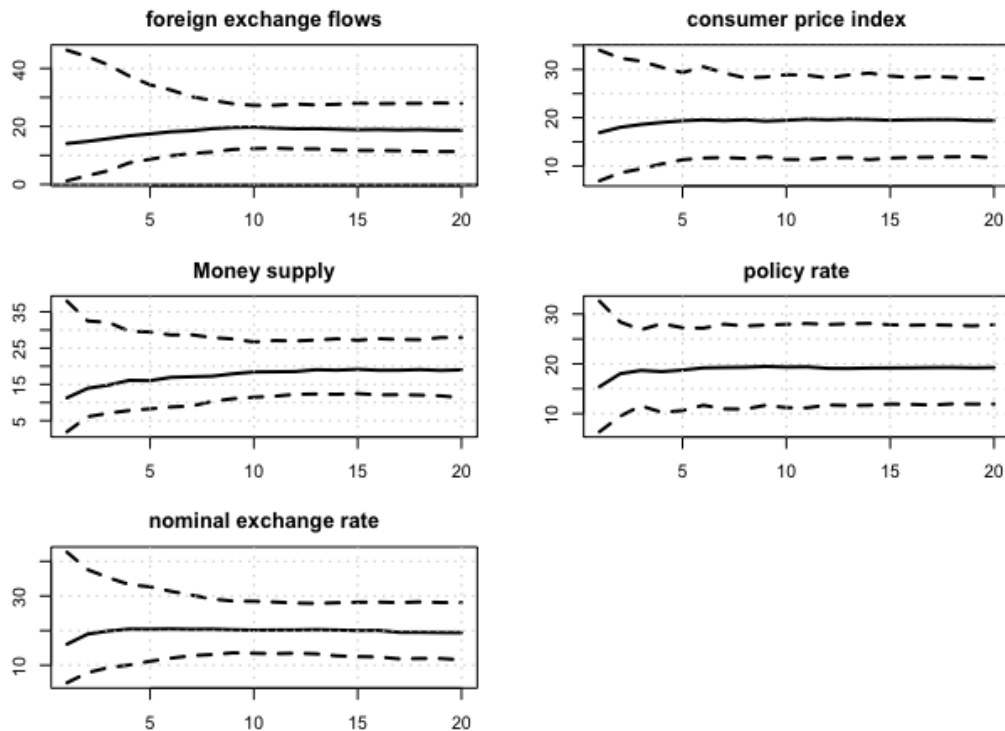 foreign exchange flows
0 20 40
5 10 15 20
consumer price index
10 20 30
5 10 15 20
Money supply
5 15 25 35
5 10 15 20
policy rate
10 20 30
5 10 15 20
nominal exchange rate
10 30
5 10 15 20